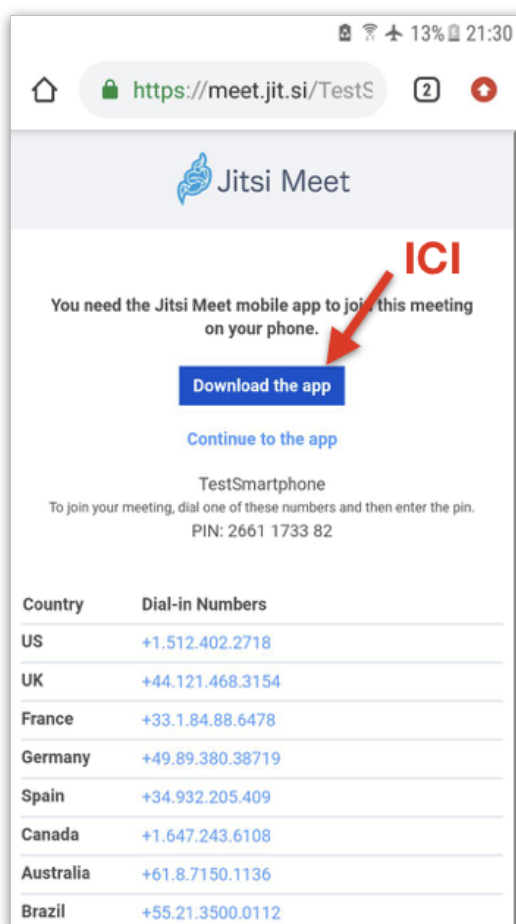 13% 21:30
https://meet.jit.si/TestS 2
Jitsi Meet
ICI
You need the Jitsi Meet mobile app to join this meeting
on your phone.
Download the app
Continue to the app
TestSmartphone
To join your meeting, dial one of these numbers and then enter the pin.
PIN: 2661 1733 82
Country Dial-in Numbers
US +1.512.402.2718
UK +44.121.468.3154
France +33.1.84.88.6478
Germany +49.89.380.38719
Spain +34.932.205.409
Canada +1.647.243.6108
Australia +61.8.7150.1136
Brazil +55.21.3500.0112